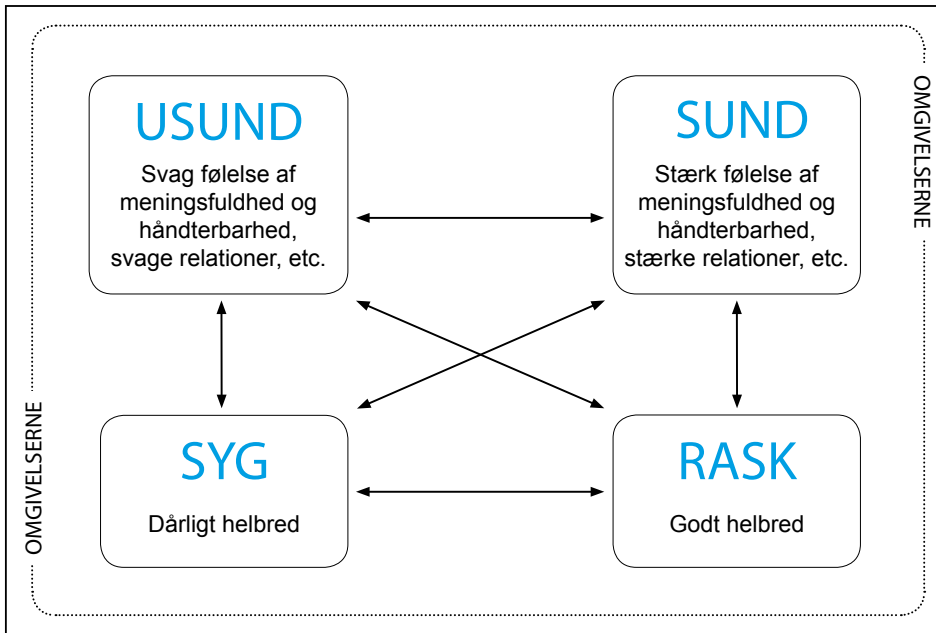 USUND
Svag følelse af
meningsfuldhed og
håndterbarhed,
svage relationer, etc.
SUND
Stærk følelse af
meningsfuldhed og
håndterbarhed,
stærke relationer, etc.
OMGIVELSERNE
OMGIVELSERNE
SYG
Dårligt helbred
RASK
Godt helbred